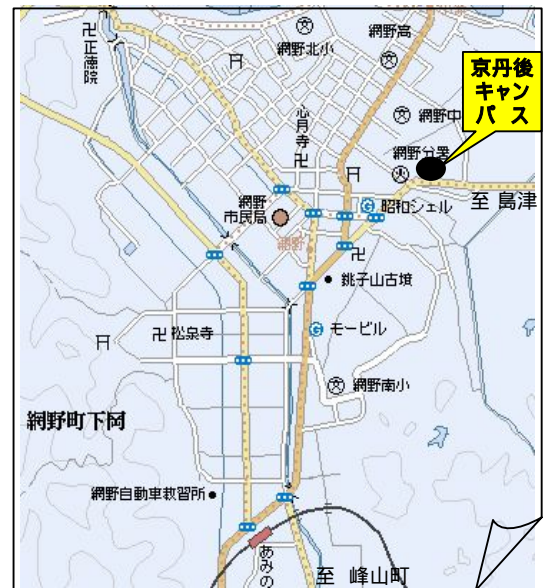 卍正徳院
網野北小
網野高
京丹後
キャン
パス
網野中
心月寺
卍
網野分署
至 島津
網野
市民局
昭和シェル
網野
卍
銚子山古墳
モービル
卍松泉寺
網野南小
網野町下岡
網野自動車教習所
あみの
至 峰山町